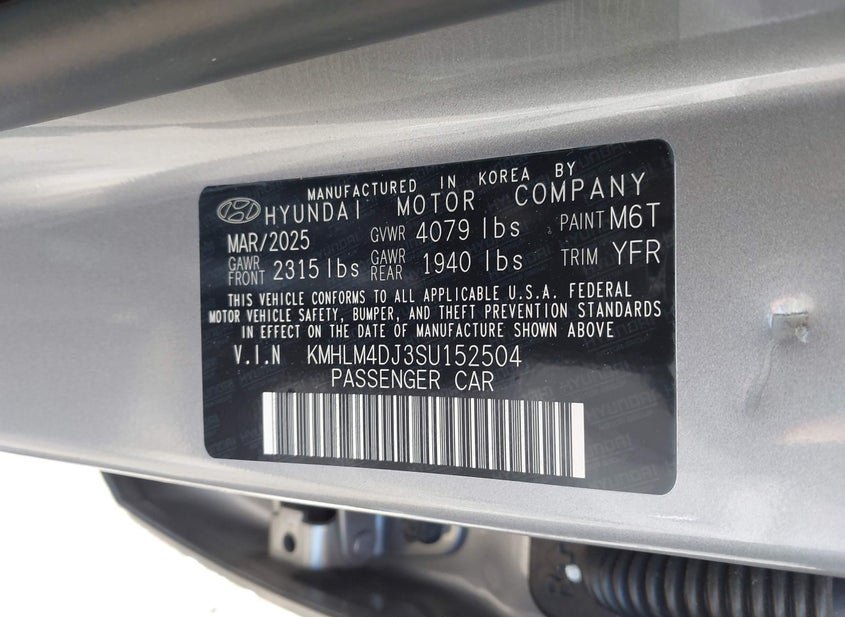 MANUFACTURED IN KOREA BY
HYUNDAI MOTOR COMPANY
MAR/2025 GVWR 4079 lbs PAINT M6T
GAWR FRONT 2315 lbs GAWR REAR 1940 lbs TRIM YFR
THIS VEHICLE CONFORMS TO ALL APPLICABLE U.S.A. FEDERAL
MOTOR VEHICLE SAFETY, BUMPER, AND THEFT PREVENTION STANDARDS
IN EFFECT ON THE DATE OF MANUFACTURE SHOWN ABOVE
V.I.N KMHLM4DJ3SU152504
PASSENGER CAR